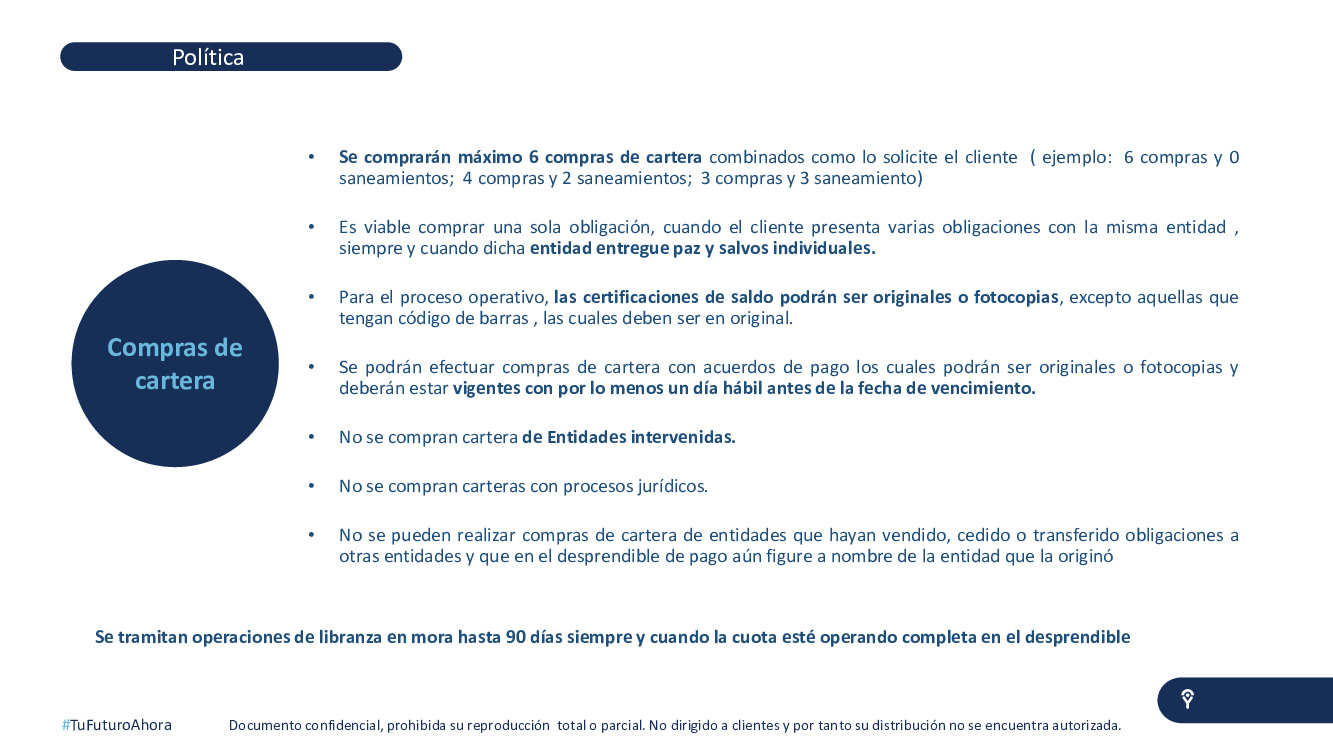 Política
• Se comprarán máximo 6 compras de cartera combinados como lo solicite el cliente ( ejemplo: 6 compras y 0
saneamientos; 4 compras y 2 saneamientos; 3 compras y 3 saneamiento)
• Es viable comprar una sola obligación, cuando el cliente presenta varias obligaciones con la misma entidad ,
siempre y cuando dicha entidad entregue paz y salvos individuales.
• Para el proceso operativo, las certificaciones de saldo podrán ser originales o fotocopias, excepto aquellas que
tengan código de barras , las cuales deben ser en original.
Compras de
cartera
• Se podrán efectuar compras de cartera con acuerdos de pago los cuales podrán ser originales o fotocopias y
deberán estar vigentes con por lo menos un día hábil antes de la fecha de vencimiento.
• No se compran cartera de Entidades intervenidas.
• No se compran carteras con procesos jurídicos.
• No se pueden realizar compras de cartera de entidades que hayan vendido, cedido o transferido obligaciones a
otras entidades y que en el desprendible de pago aún figure a nombre de la entidad que la originó
Se tramitan operaciones de libranza en mora hasta 90 días siempre y cuando la cuota esté operando completa en el desprendible
#TuFuturoAhora
Documento confidencial, prohibida su reproducción total o parcial. No dirigido a clientes y por tanto su distribución no se encuentra autorizada.